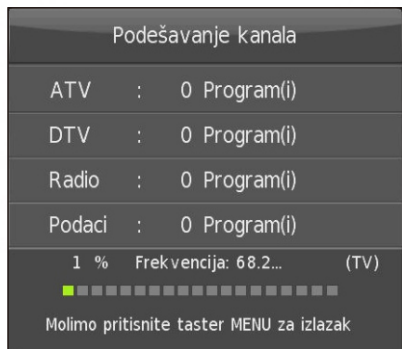 Podešavanje kanala
ATV : 0 Program(i)
DTV : 0 Program(i)
Radio : 0 Program(i)
Podaci : 0 Program(i)
1 % Frekvencija: 68.2... (TV)
Molimo pritisnite taster MENU za izlazak